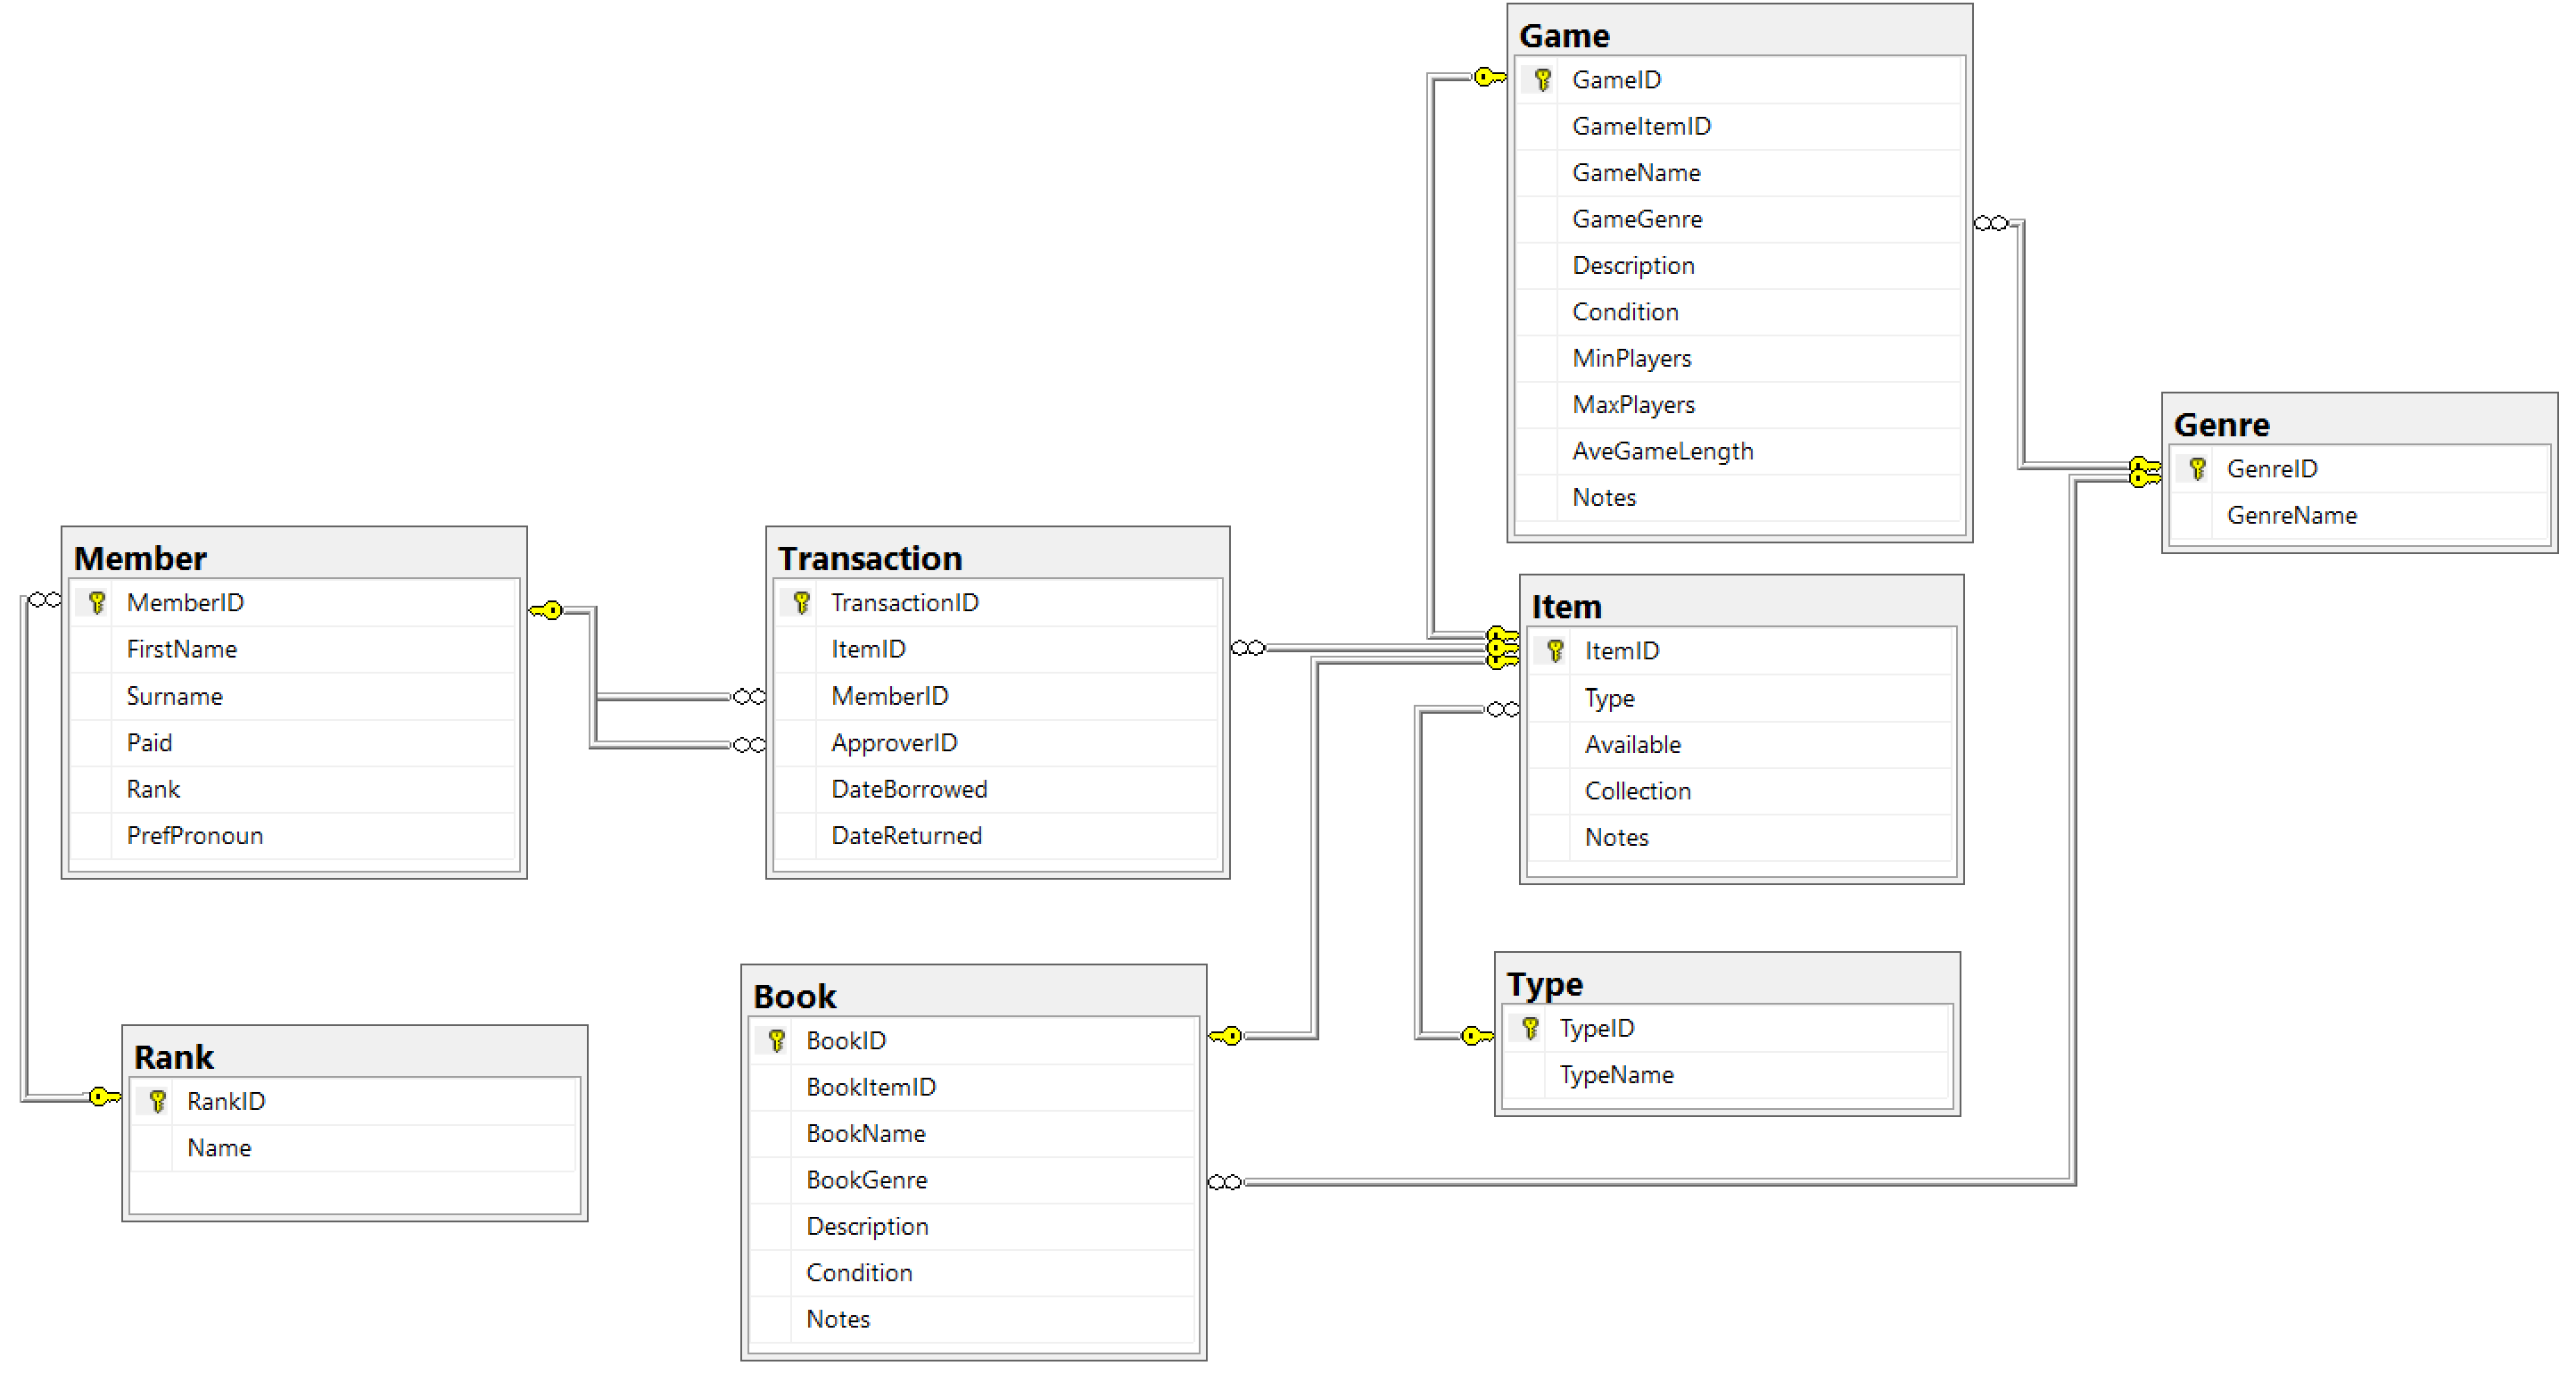 Game
GameID
GameItemID
GameName
GameGenre
Description
Condition
MinPlayers
MaxPlayers
AveGameLength
Notes
Genre
GenreID
GenreName
Member
MemberID
FirstName
Surname
Paid
Rank
PrefPronoun
Transaction
TransactionID
ItemID
MemberID
ApproverID
DateBorrowed
DateReturned
Item
ItemID
Type
Available
Collection
Notes
Book
BookID
BookItemID
BookName
BookGenre
Description
Condition
Notes
Type
TypeID
TypeName
Rank
RankID
Name